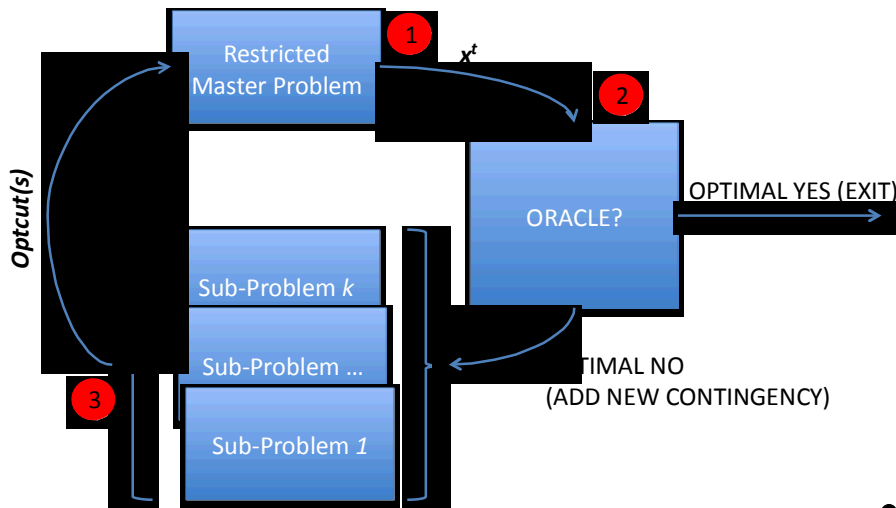 1
Restricted
Master Problem
x^t
2
Optcut(s)
ORACLE?
OPTIMAL YES (EXIT)
Sub-Problem k
Sub-Problem ...
TIMAL NO
(ADD NEW CONTINGENCY)
3
Sub-Problem 1